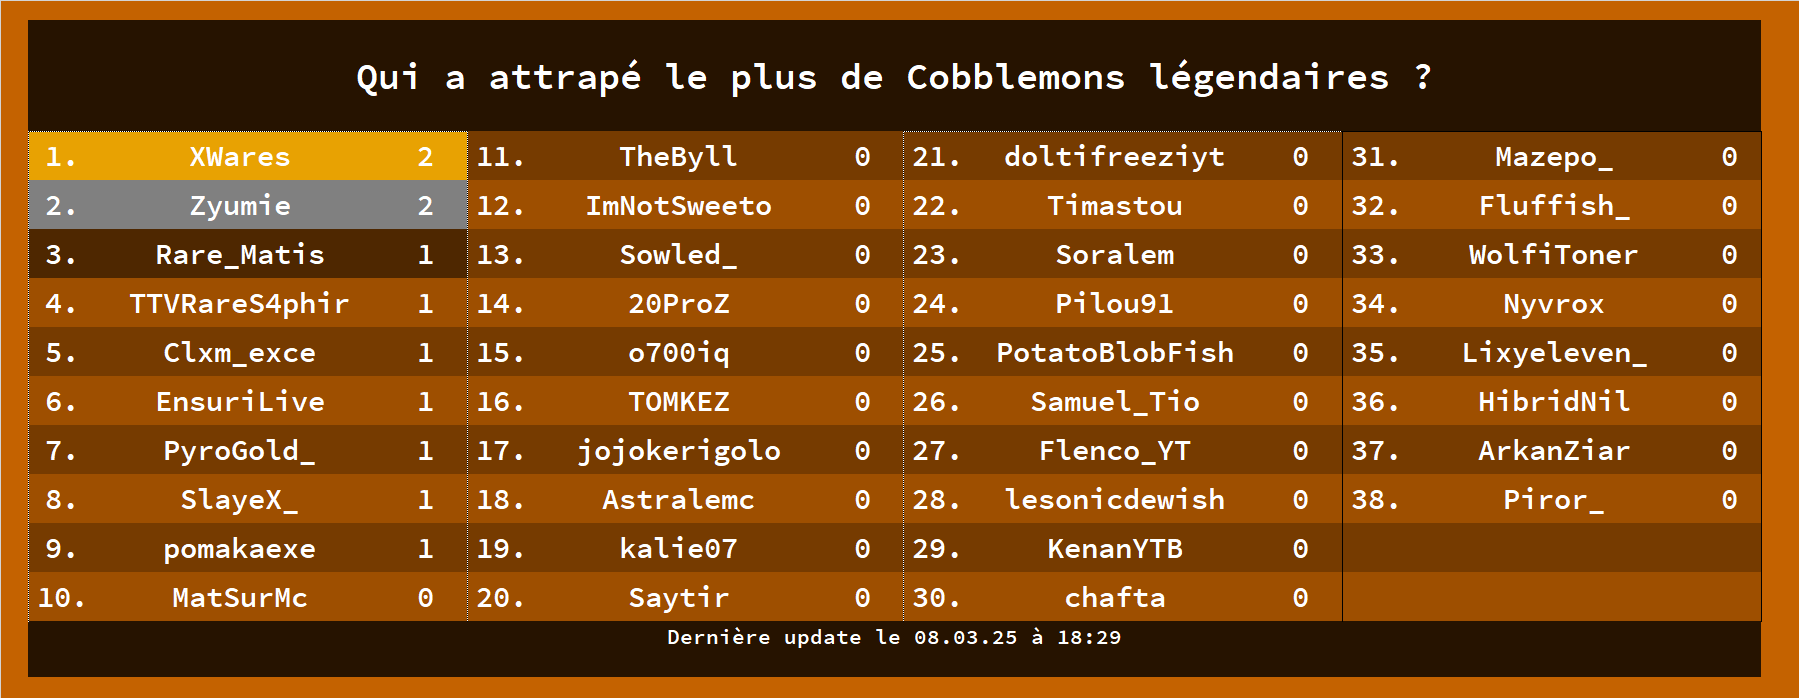 Qui a attrapé le plus de Cobblemons légendaires ?
1. XWares 2
2. Zyumie 2
3. Rare_Matis 1
4. TTVRareS4phir 1
5. Clxm_exce 1
6. EnsuriLive 1
7. PyroGold_ 1
8. SlayeX_ 1
9. pomakaexe 1
10. MatSurMc 0
11. TheByll 0
12. ImNotSweeto 0
13. Sowled_ 0
14. 20ProZ 0
15. o700iq 0
16. TOMKEZ 0
17. jojokerigolo 0
18. Astralemc 0
19. kalie07 0
20. Saytir 0
21. doltifreeziyt 0
22. Timastou 0
23. Soralem 0
24. Pilou91 0
25. PotatoBlobFish 0
26. Samuel_Tio 0
27. Flenco_YT 0
28. lesonicdewish 0
29. KenanYTB 0
30. chafta 0
31. Mazepo_ 0
32. Fluffish_ 0
33. WolfiToner 0
34. Nyvrox 0
35. Lixyeleven_ 0
36. HibridNil 0
37. ArkanZiar 0
38. Piror_ 0
Dernière update le 08.03.25 à 18:29